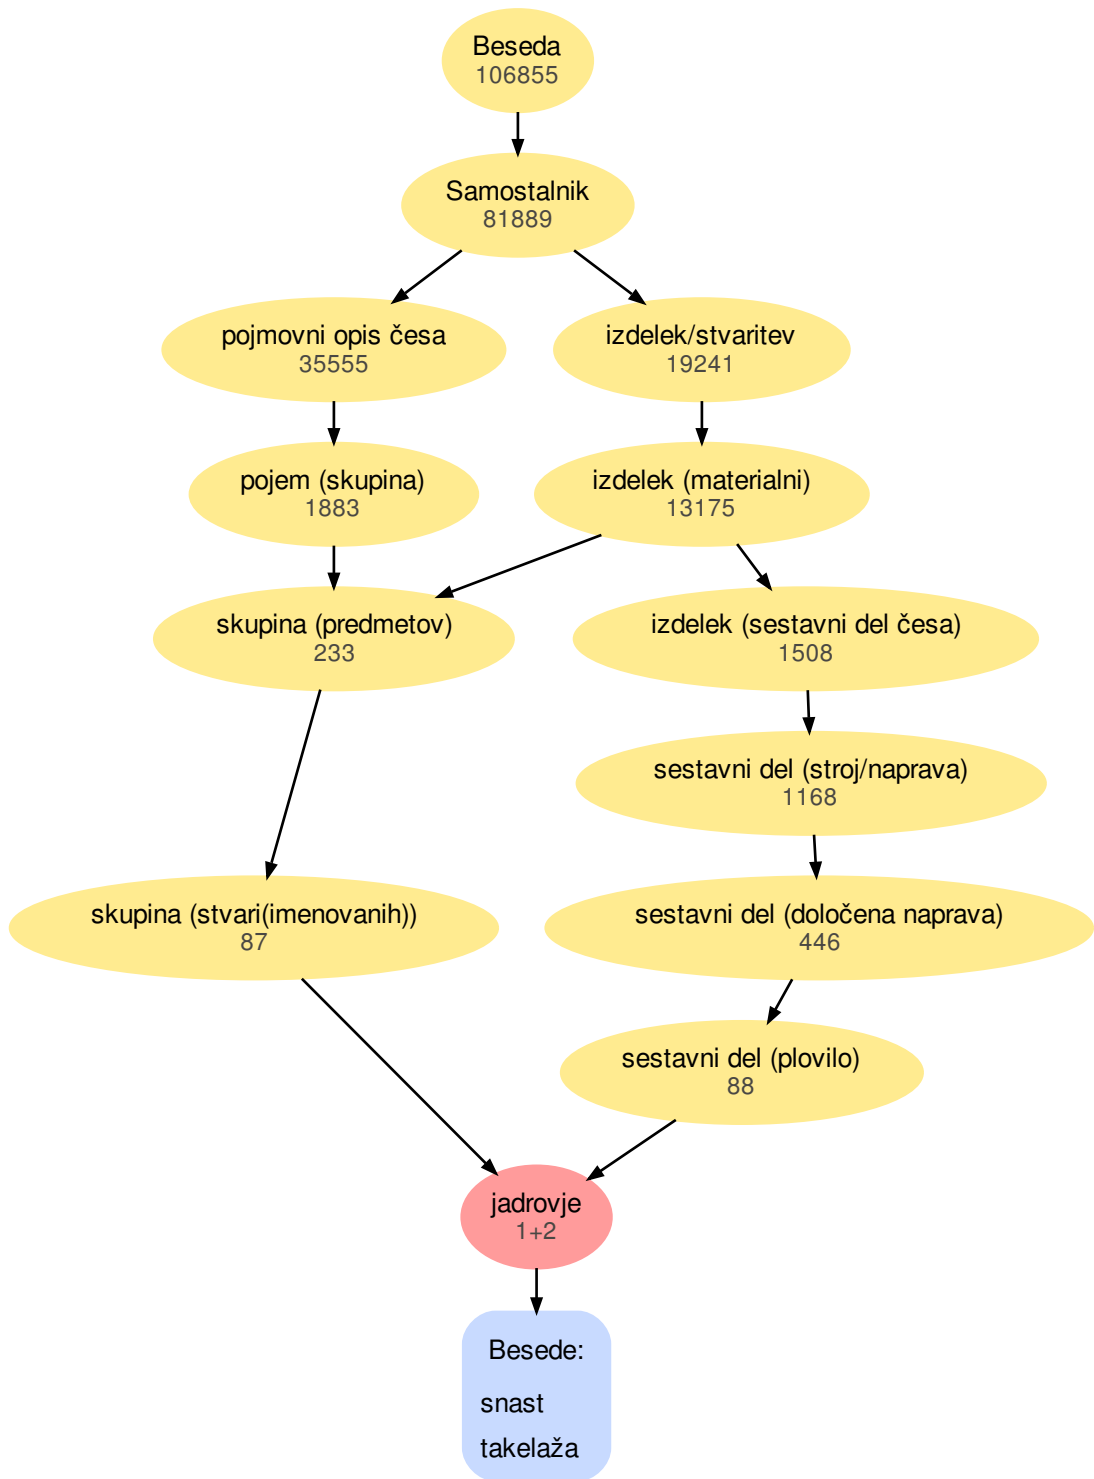 Beseda
106855
Samostalnik
81889
pojmovni opis česa
35555
izdelek/stvaritev
19241
pojem (skupina)
1883
izdelek (materialni)
13175
skupina (predmetov)
233
izdelek (sestavni del česa)
1508
sestavni del (stroj/naprava)
1168
skupina (stvari(imenovanih))
87
sestavni del (določena naprava)
446
sestavni del (plovilo)
88
jadrovje
1+2
Besede:
snast
takelaža